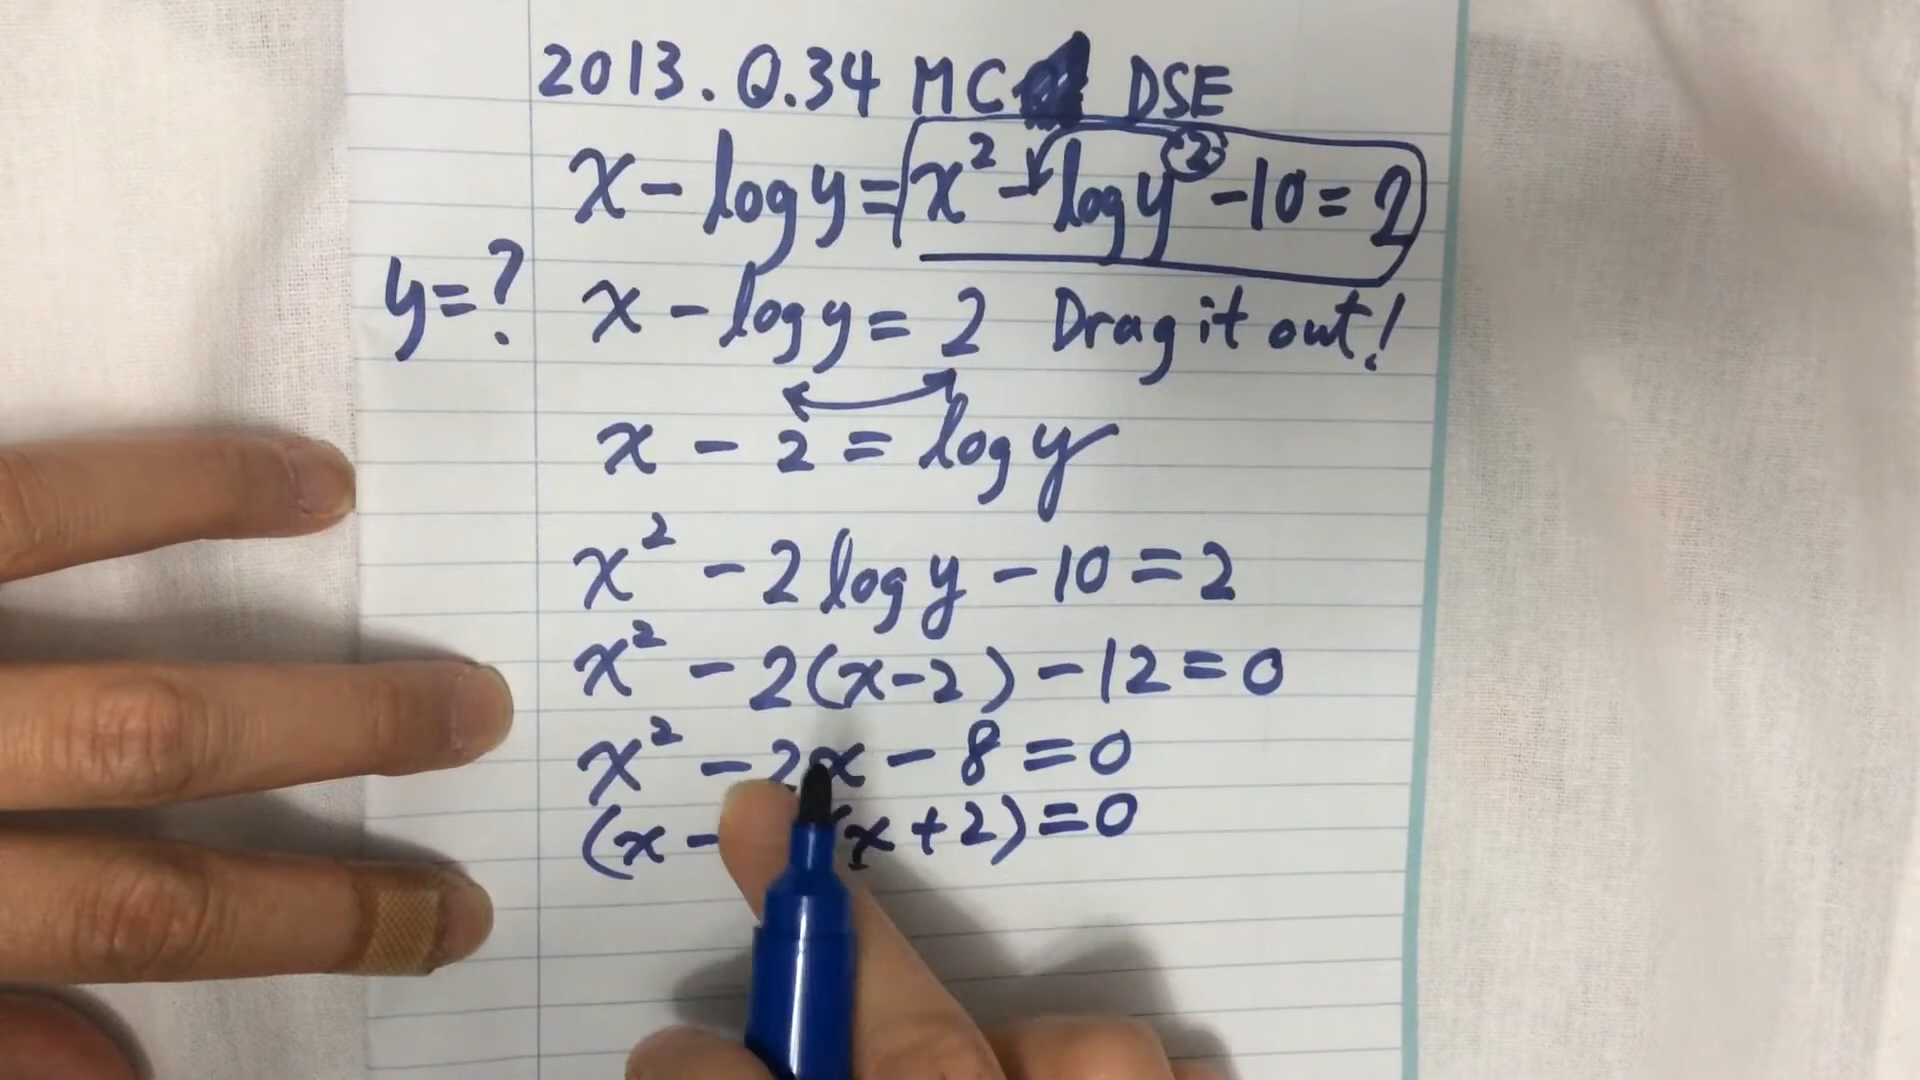 2013. Q.34 MC DSE
x - log y = x² - log y² - 10 = 2
y = ?
x - log y = 2 Drag it out!
x - 2 = log y
x² - 2 log y - 10 = 2
x² - 2(x-2) - 12 = 0
x² - 2x - 8 = 0
(x - (x + 2) = 0